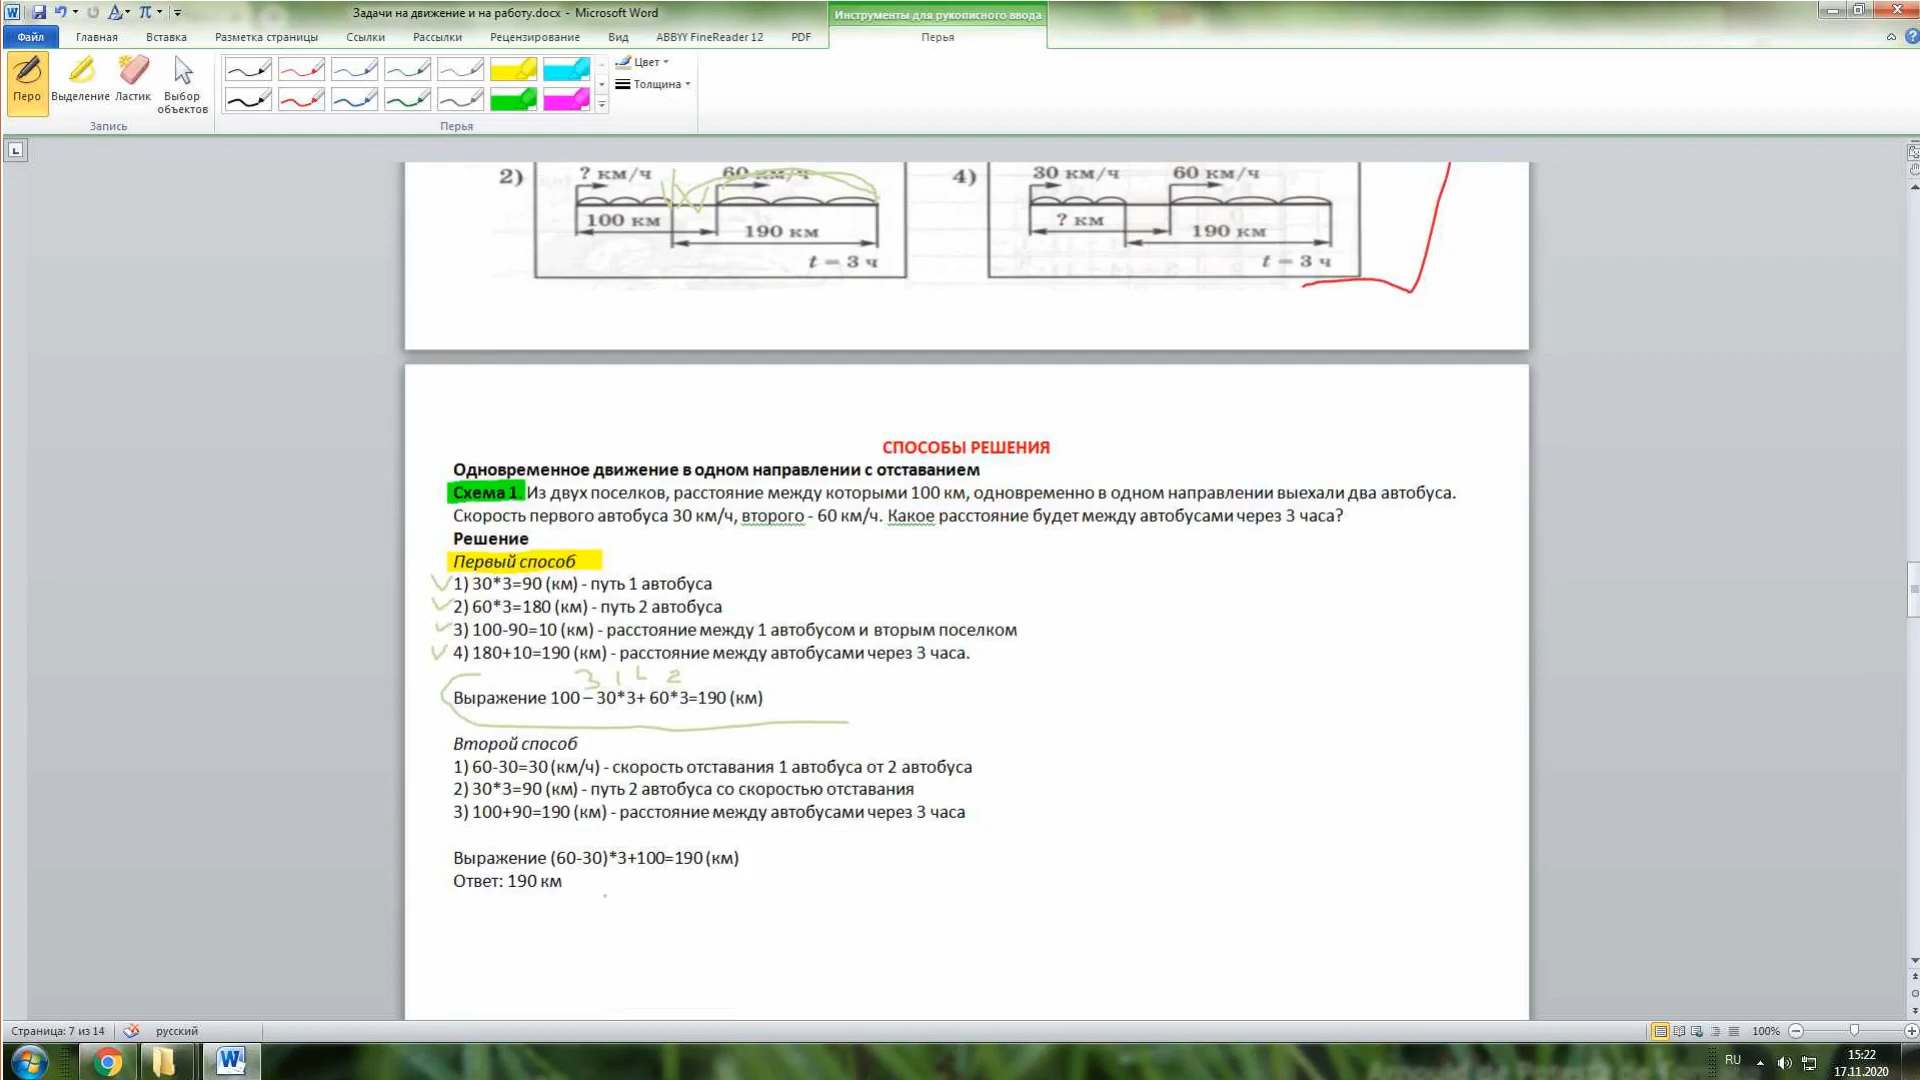 Задачи на движение и на работу.docx - Microsoft Word
Инструменты для рукописного ввода
Файл
Главная
Вставка
Разметка страницы
Ссылки
Рассылки
Рецензирование
Вид
ABBYY FineReader 12
PDF
Перья
Перо
Выделение
Ластик
Выбор
объектов
Цвет
Толщина
Запись
Перья
2)
? км/ч
60 км/ч
100 км
190 км
t = 3 ч
4)
30 км/ч
60 км/ч
? км
190 км
t = 3 ч
СПОСОБЫ РЕШЕНИЯ
Одновременное движение в одном направлении с отставанием
Схема 1. Из двух поселков, расстояние между которыми 100 км, одновременно в одном направлении выехали два автобуса.
Скорость первого автобуса 30 км/ч, второго - 60 км/ч. Какое расстояние будет между автобусами через 3 часа?
Решение
Первый способ
1) 30*3=90 (км) - путь 1 автобуса
2) 60*3=180 (км) - путь 2 автобуса
3) 100-90=10 (км) - расстояние между 1 автобусом и вторым поселком
4) 180+10=190 (км) - расстояние между автобусами через 3 часа.
3 1 4 2
Выражение 100 – 30*3+ 60*3=190 (км)
Второй способ
1) 60-30=30 (км/ч) - скорость отставания 1 автобуса от 2 автобуса
2) 30*3=90 (км) - путь 2 автобуса со скоростью отставания
3) 100+90=190 (км) - расстояние между автобусами через 3 часа
Выражение (60-30)*3+100=190 (км)
Ответ: 190 км
Страница: 7 из 14
русский
100%
RU
15:22
17.11.2020